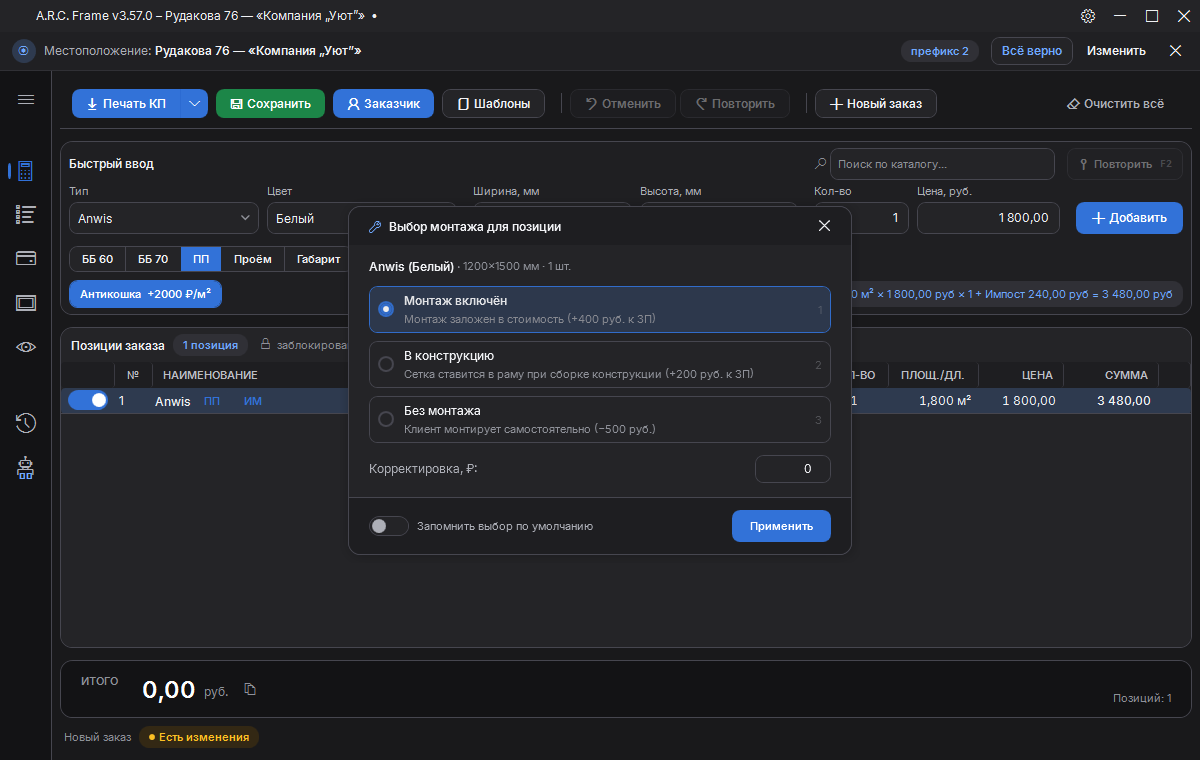 A.R.C. Frame v3.57.0 – Рудакова 76 — «Компания „Уют"» •
Местоположение: Рудакова 76 — «Компания „Уют"»
префикс 2
Всё верно
Изменить
Печать КП
Сохранить
Заказчик
Шаблоны
Отменить
Повторить
Новый заказ
Очистить всё
Быстрый ввод
Поиск по каталогу...
Повторить F2
Тип
Цвет
Ширина, мм
Высота, мм
Кол-во
Цена, руб.
Anwis
Белый
1
1 800,00
Добавить
ББ 60
ББ 70
ПП
Проём
Габарит
Антикошка +2000 ₽/м²
0 м² × 1 800,00 руб × 1 + Импост 240,00 руб = 3 480,00 руб
Позиции заказа
1 позиция
заблокирова
№
НАИМЕНОВАНИЕ
Л-ВО
ПЛОЩ./ДЛ.
ЦЕНА
СУММА
1
Anwis
ПП
ИМ
1
1,800 м²
1 800,00
3 480,00
Выбор монтажа для позиции
Anwis (Белый) · 1200×1500 мм · 1 шт.
Монтаж включён
Монтаж заложен в стоимость (+400 руб. к ЗП)
1
В конструкцию
Сетка ставится в раму при сборке конструкции (+200 руб. к ЗП)
2
Без монтажа
Клиент монтирует самостоятельно (−500 руб.)
3
Корректировка, ₽:
0
Запомнить выбор по умолчанию
Применить
ИТОГО
0,00 руб.
Позиций: 1
Новый заказ
Есть изменения